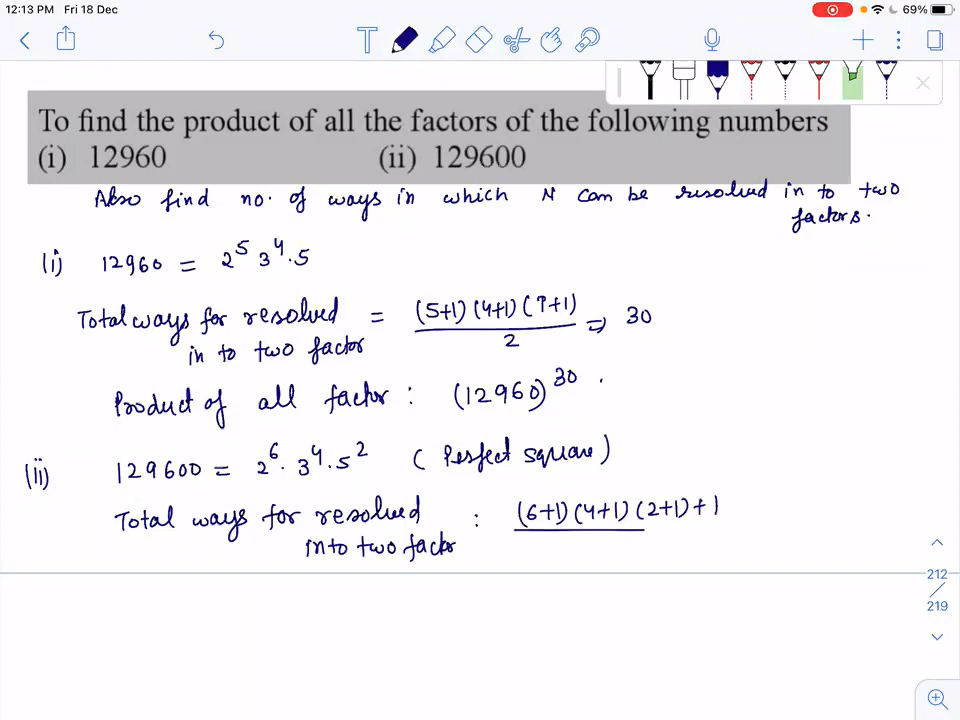 12:13 PM Fri 18 Dec
69%
T
To find the product of all the factors of the following numbers
(i) 12960 (ii) 129600
Also find no. of ways in which N can be resolved in to two
factors.
(i) 12960 = 2^5 3^4 . 5
Total ways for resolved = (5+1) (4+1) (1+1) / 2 => 30
in to two factor
Product of all factor : (12960)^30 .
(ii) 129600 = 2^6 . 3^4 . 5^2 ( Perfect square )
Total ways for resolved : (6+1) (4+1) (2+1) + 1
into two factor
212
/
219